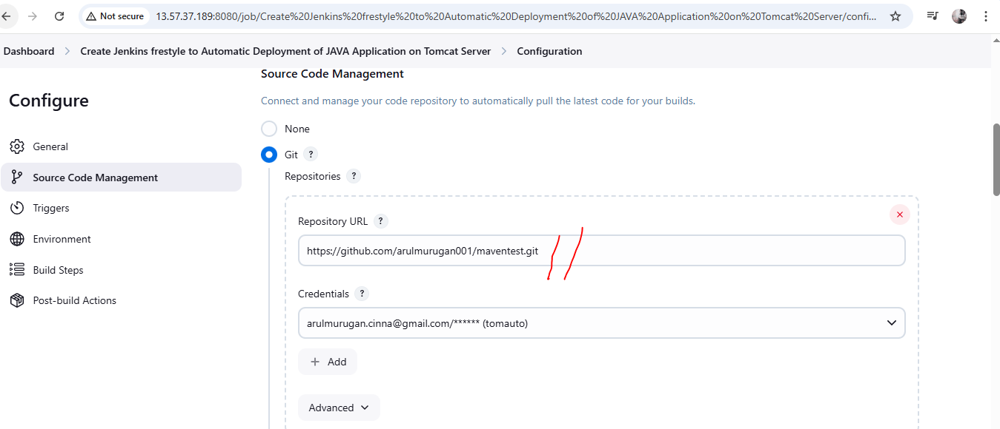 Not secure
13.57.37.189:8080/job/Create%20Jenkins%20frestyle%20to%20Automatic%20Deployment%20of%20JAVA%20Application%20on%20Tomcat%20Server/confi...
Dashboard > Create Jenkins frestyle to Automatic Deployment of JAVA Application on Tomcat Server > Configuration
Configure
General
Source Code Management
Triggers
Environment
Build Steps
Post-build Actions
Source Code Management
Connect and manage your code repository to automatically pull the latest code for your builds.
None
Git ?
Repositories ?
Repository URL ?
https://github.com/arulmurugan001/maventest.git
Credentials ?
arulmurugan.cinna@gmail.com/****** (tomauto)
+ Add
Advanced